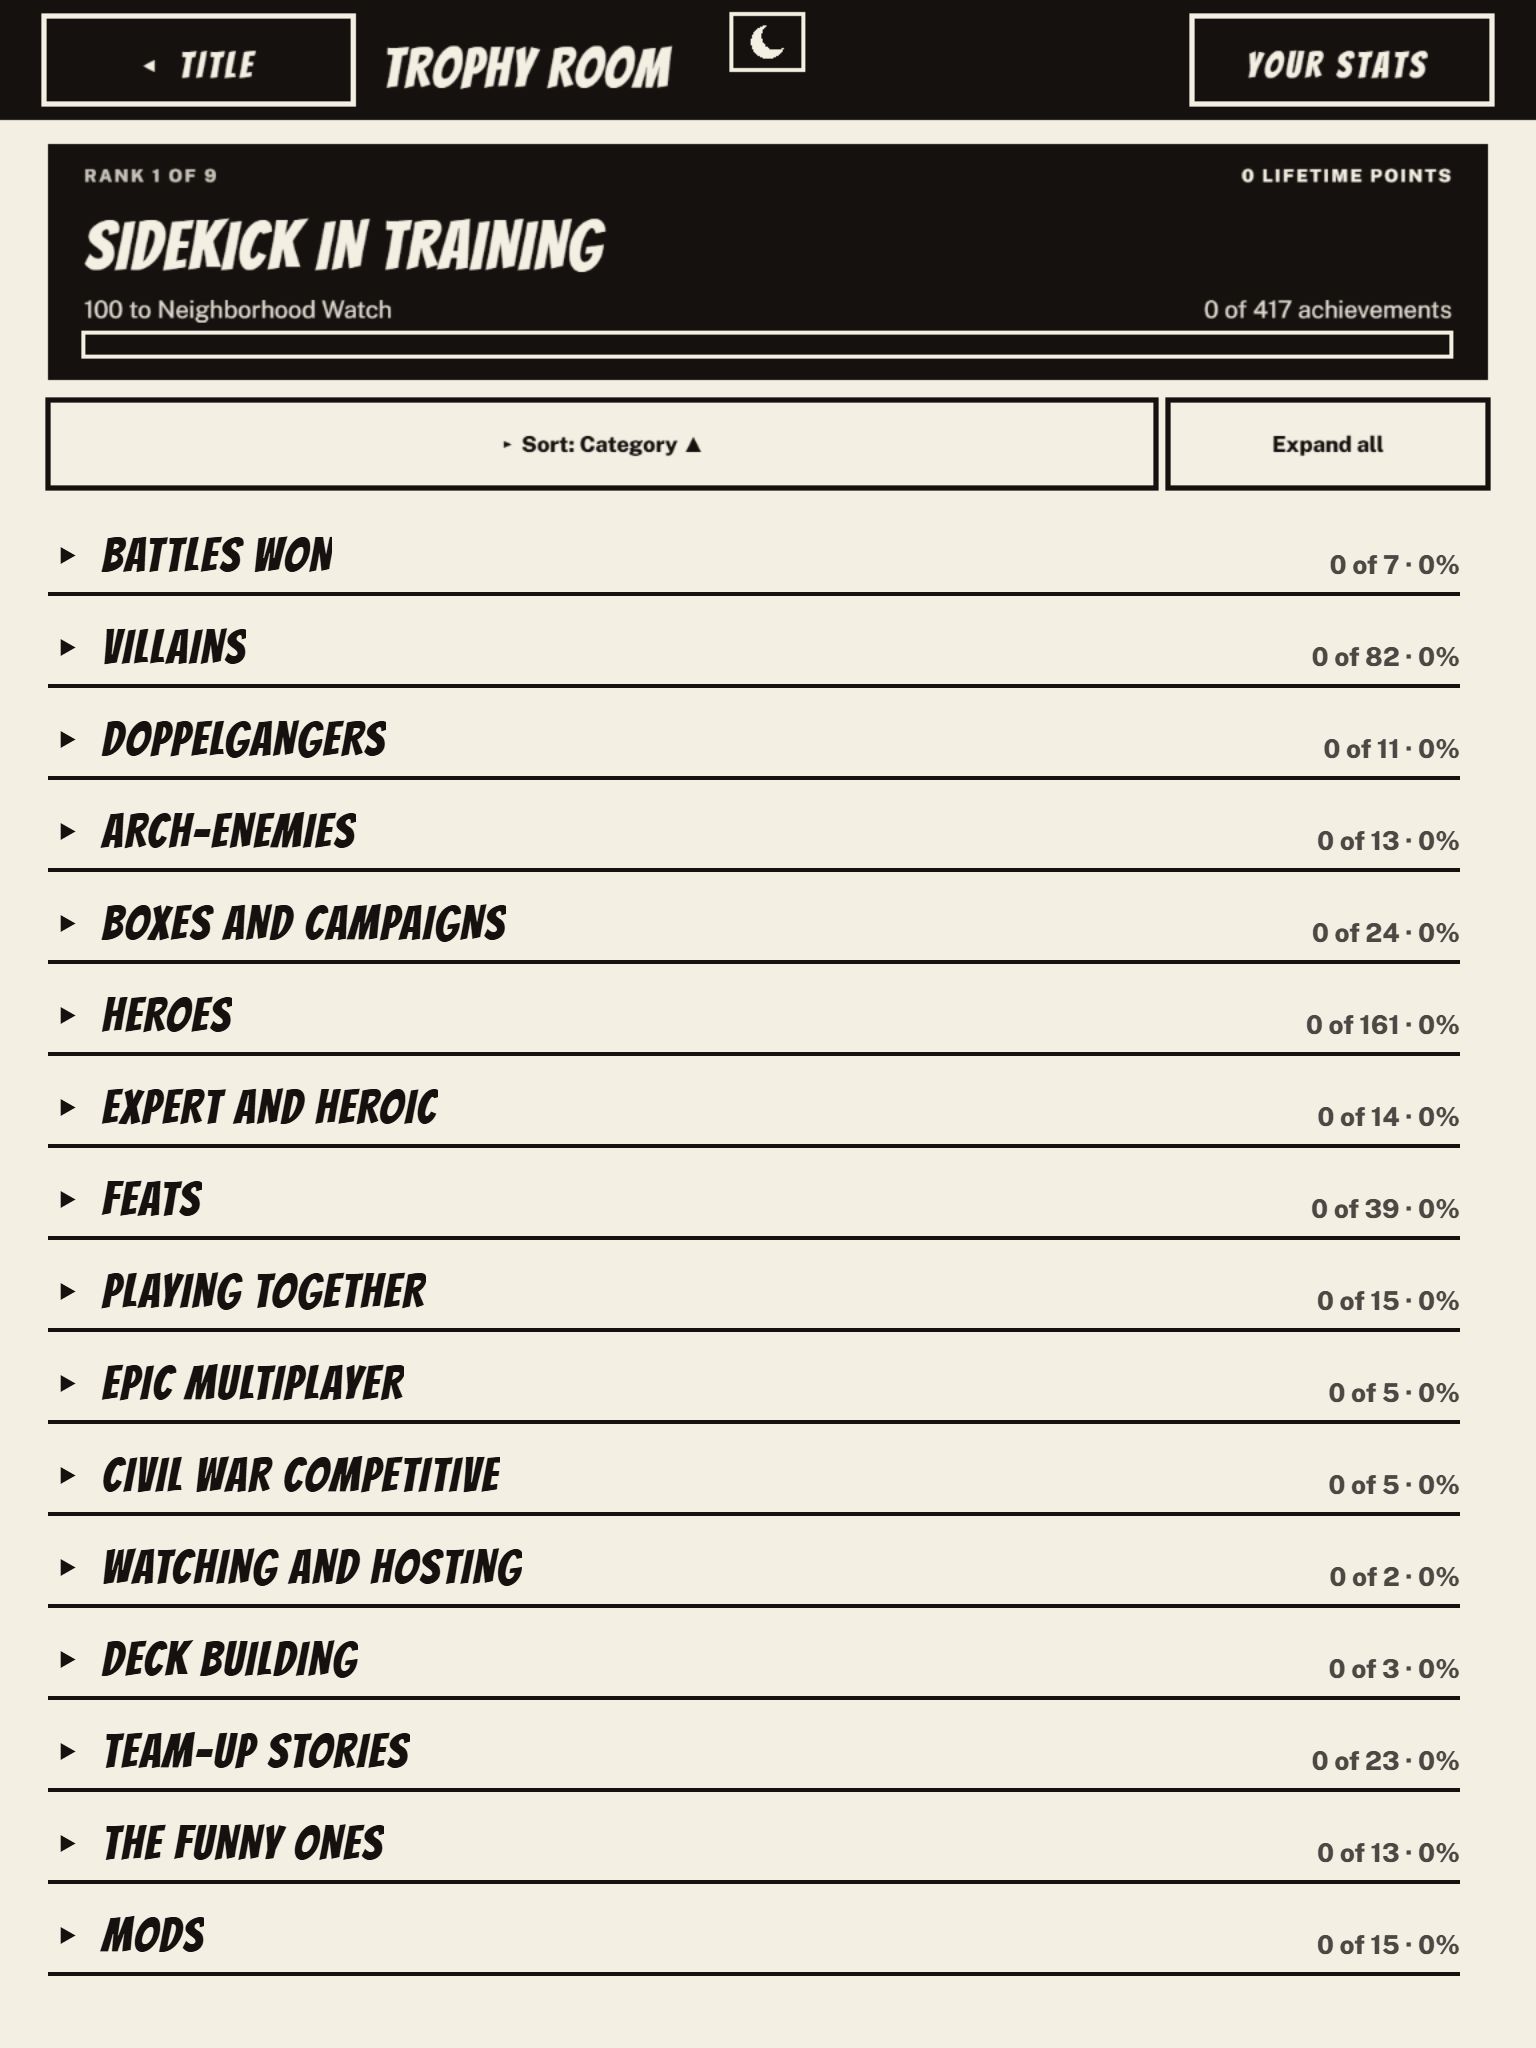 ◂ TITLE
TROPHY ROOM
YOUR STATS
RANK 1 OF 9
0 LIFETIME POINTS
SIDEKICK IN TRAINING
100 to Neighborhood Watch
0 of 417 achievements
▸ Sort: Category ▲
Expand all
▸ BATTLES WON
0 of 7 · 0%
▸ VILLAINS
0 of 82 · 0%
▸ DOPPELGANGERS
0 of 11 · 0%
▸ ARCH-ENEMIES
0 of 13 · 0%
▸ BOXES AND CAMPAIGNS
0 of 24 · 0%
▸ HEROES
0 of 161 · 0%
▸ EXPERT AND HEROIC
0 of 14 · 0%
▸ FEATS
0 of 39 · 0%
▸ PLAYING TOGETHER
0 of 15 · 0%
▸ EPIC MULTIPLAYER
0 of 5 · 0%
▸ CIVIL WAR COMPETITIVE
0 of 5 · 0%
▸ WATCHING AND HOSTING
0 of 2 · 0%
▸ DECK BUILDING
0 of 3 · 0%
▸ TEAM-UP STORIES
0 of 23 · 0%
▸ THE FUNNY ONES
0 of 13 · 0%
▸ MODS
0 of 15 · 0%